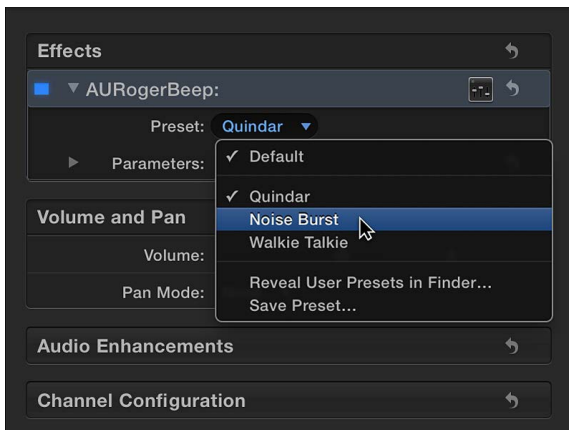 Effects
AURogerBeep:
Preset: Quindar
Parameters:
✓ Default
✓ Quindar
Noise Burst
Walkie Talkie
Reveal User Presets in Finder...
Save Preset...
Volume and Pan
Volume:
Pan Mode:
Audio Enhancements
Channel Configuration